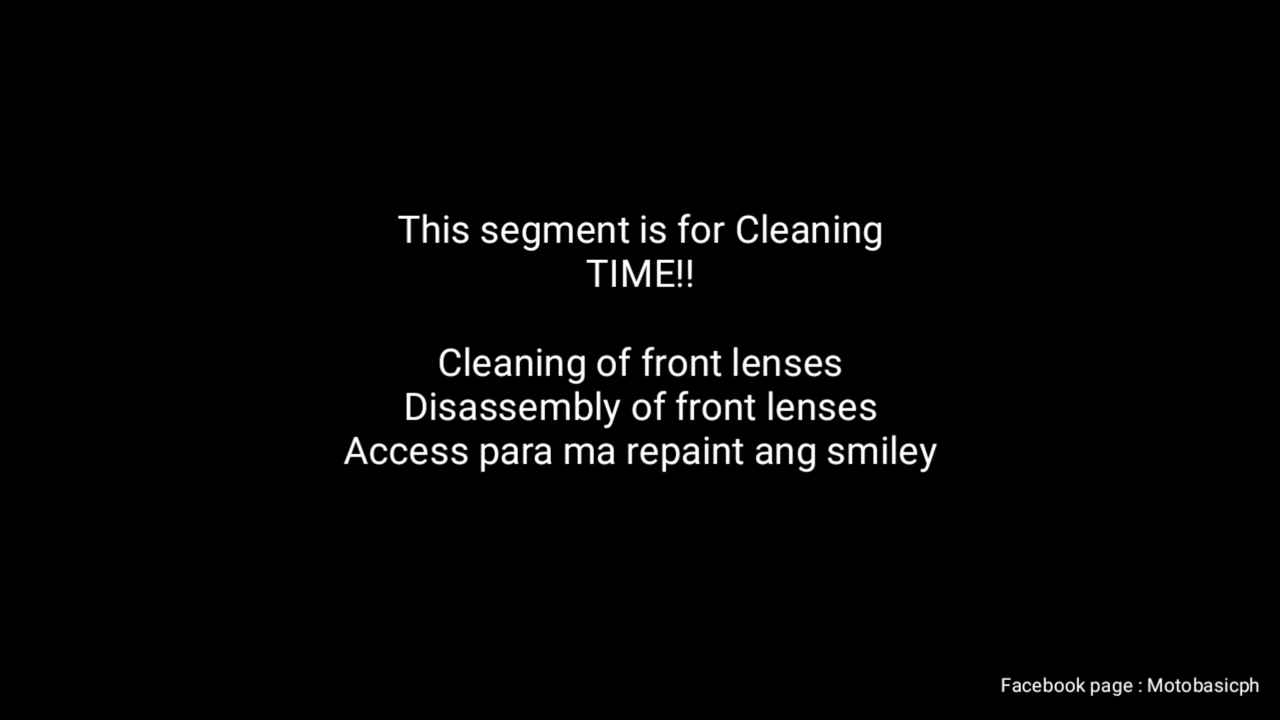 This segment is for Cleaning
TIME!!
Cleaning of front lenses
Disassembly of front lenses
Access para ma repaint ang smiley
Facebook page : Motobasicph